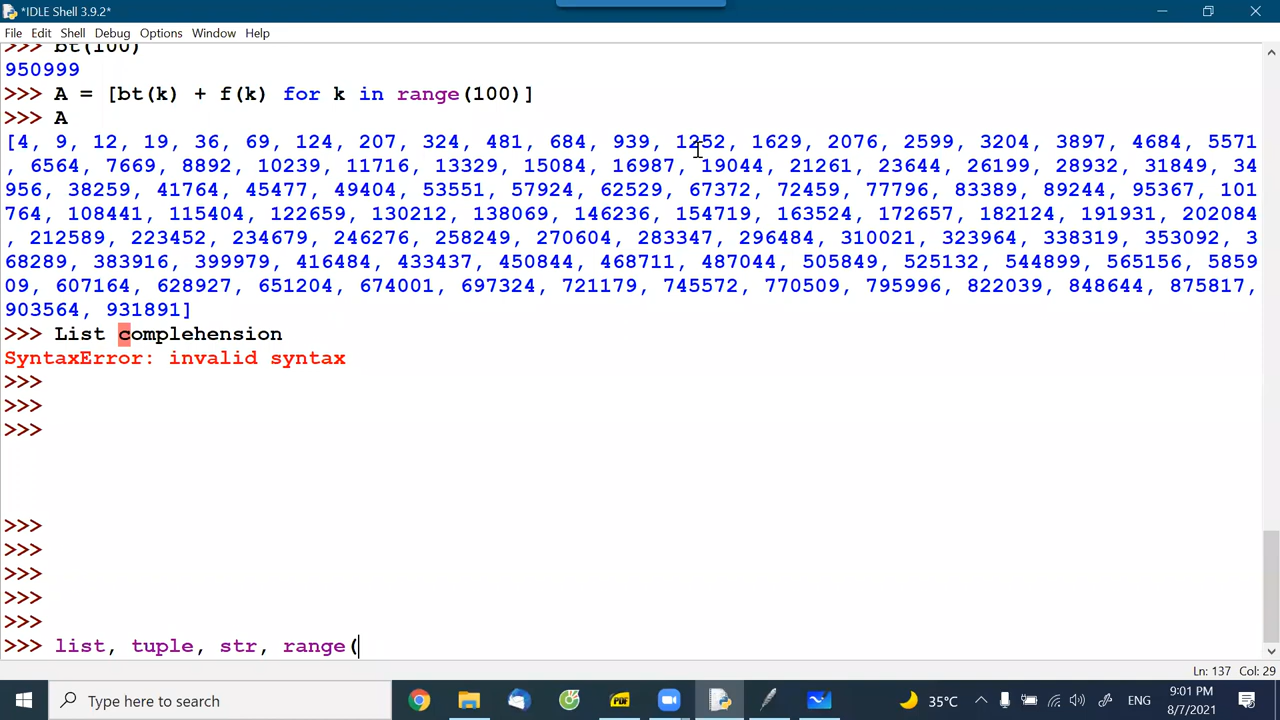 *IDLE Shell 3.9.2*
File Edit Shell Debug Options Window Help
>>> bt(100)
950999
>>> A = [bt(k) + f(k) for k in range(100)]
>>> A
[4, 9, 12, 19, 36, 69, 124, 207, 324, 481, 684, 939, 1252, 1629, 2076, 2599, 3204, 3897, 4684, 5571
, 6564, 7669, 8892, 10239, 11716, 13329, 15084, 16987, 19044, 21261, 23644, 26199, 28932, 31849, 34
956, 38259, 41764, 45477, 49404, 53551, 57924, 62529, 67372, 72459, 77796, 83389, 89244, 95367, 101
764, 108441, 115404, 122659, 130212, 138069, 146236, 154719, 163524, 172657, 182124, 191931, 202084
, 212589, 223452, 234679, 246276, 258249, 270604, 283347, 296484, 310021, 323964, 338319, 353092, 3
68289, 383916, 399979, 416484, 433437, 450844, 468711, 487044, 505849, 525132, 544899, 565156, 5859
09, 607164, 628927, 651204, 674001, 697324, 721179, 745572, 770509, 795996, 822039, 848644, 875817,
903564, 931891]
>>> List complehension
SyntaxError: invalid syntax
>>>
>>>
>>>
>>>
>>>
>>>
>>>
>>>
>>> list, tuple, str, range(
Ln: 137 Col: 29
Type here to search
PDF
35°C
ENG
9:01 PM
8/7/2021